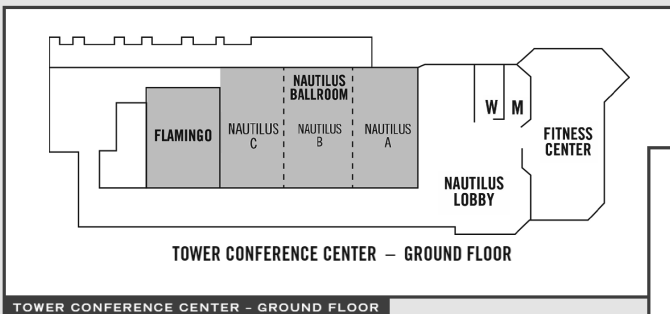 NAUTILUS
BALLROOM
W M
FLAMINGO
NAUTILUS
C
NAUTILUS
B
NAUTILUS
A
FITNESS
CENTER
NAUTILUS
LOBBY
TOWER CONFERENCE CENTER – GROUND FLOOR
TOWER CONFERENCE CENTER – GROUND FLOOR